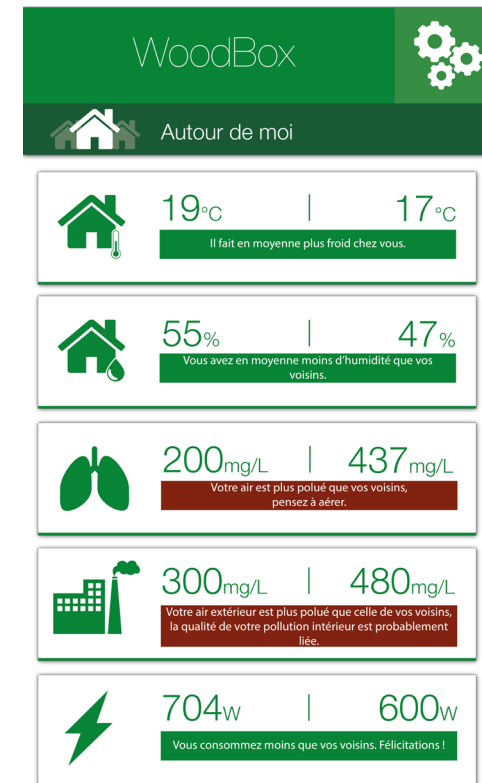 WoodBox
Autour de moi
19°C | 17°C
Il fait en moyenne plus froid chez vous.
55% | 47%
Vous avez en moyenne moins d'humidité que vos
voisins.
200mg/L | 437mg/L
Votre air est plus polué que vos voisins,
pensez à aérer.
300mg/L | 480mg/L
Votre air extérieur est plus polué que celle de vos voisins,
la qualité de votre pollution intérieur est probablement
liée.
704W | 600W
Vous consommez moins que vos voisins. Félicitations !